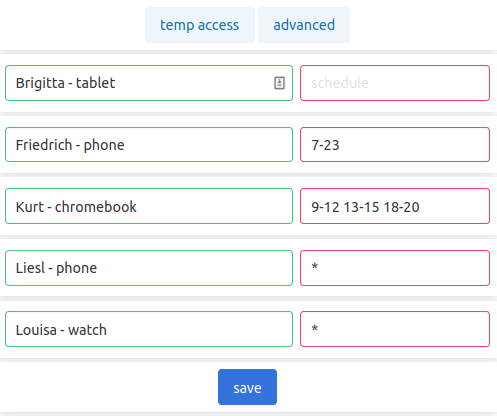 temp access advanced
Brigitta - tablet schedule
Friedrich - phone 7-23
Kurt - chromebook 9-12 13-15 18-20
Liesl - phone *
Louisa - watch *
save